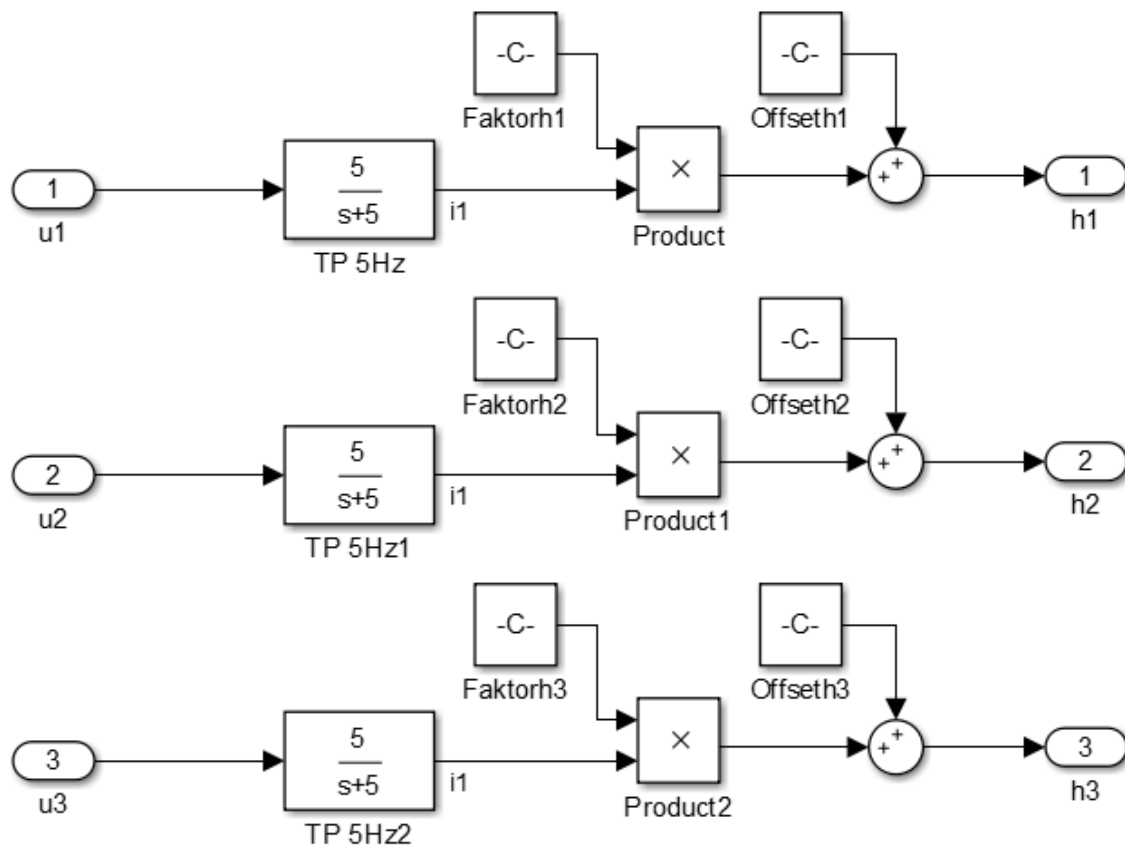 -C-
-C-
Faktorh1
Offseth1
1
5
s+5
×
+
+
1
u1
i1
h1
TP 5Hz
Product
-C-
-C-
Faktorh2
Offseth2
2
5
s+5
×
+
+
2
u2
i1
h2
TP 5Hz1
Product1
-C-
-C-
Faktorh3
Offseth3
3
5
s+5
×
+
+
3
u3
i1
h3
TP 5Hz2
Product2